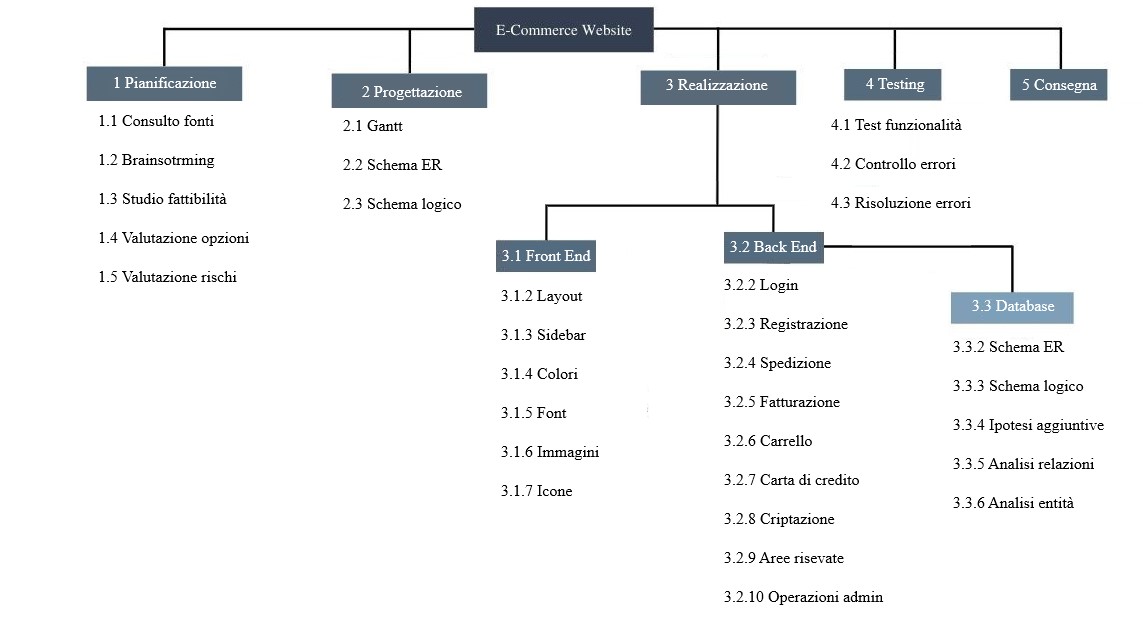 E-Commerce Website
1 Pianificazione
1.1 Consulto fonti
1.2 Brainsotrming
1.3 Studio fattibilità
1.4 Valutazione opzioni
1.5 Valutazione rischi
2 Progettazione
2.1 Gantt
2.2 Schema ER
2.3 Schema logico
3 Realizzazione
3.1 Front End
3.1.2 Layout
3.1.3 Sidebar
3.1.4 Colori
3.1.5 Font
3.1.6 Immagini
3.1.7 Icone
3.2 Back End
3.2.2 Login
3.2.3 Registrazione
3.2.4 Spedizione
3.2.5 Fatturazione
3.2.6 Carrello
3.2.7 Carta di credito
3.2.8 Criptazione
3.2.9 Aree risevate
3.2.10 Operazioni admin
3.3 Database
3.3.2 Schema ER
3.3.3 Schema logico
3.3.4 Ipotesi aggiuntive
3.3.5 Analisi relazioni
3.3.6 Analisi entità
4 Testing
4.1 Test funzionalità
4.2 Controllo errori
4.3 Risoluzione errori
5 Consegna